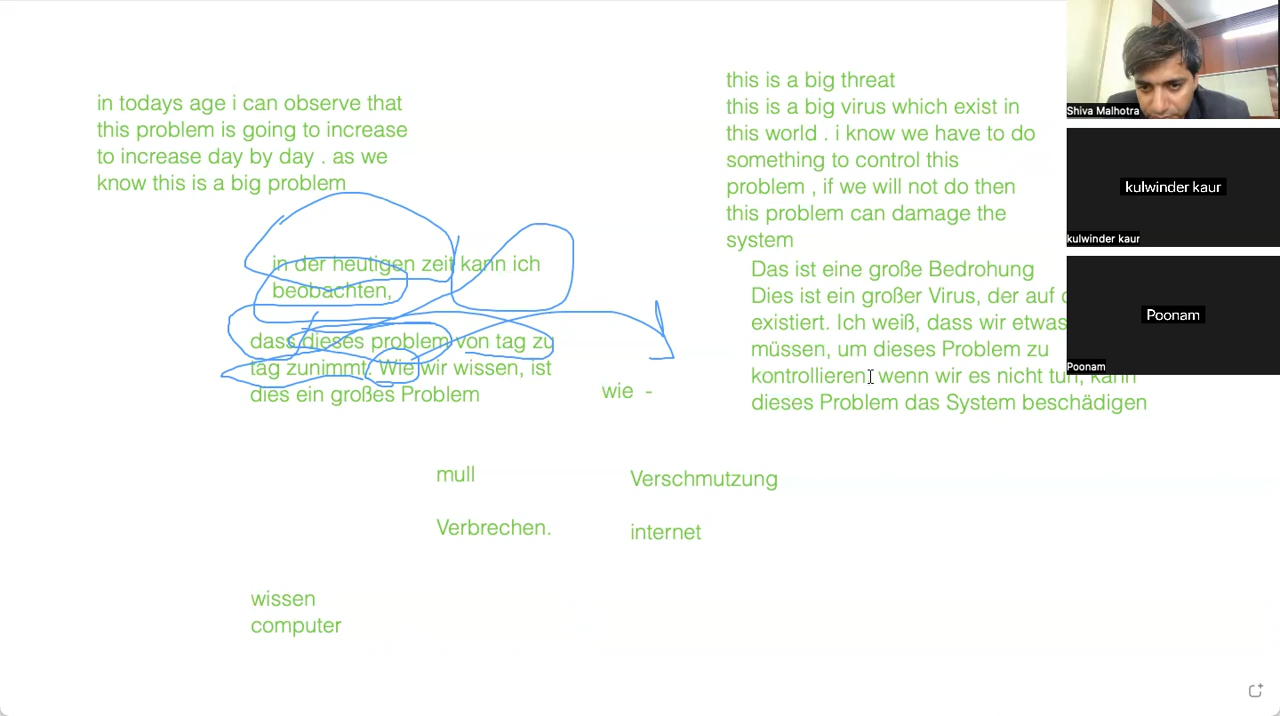 in todays age i can observe that
this problem is going to increase
to increase day by day . as we
know this is a big problem
in der heutigen zeit kann ich
beobachten,
dass dieses problem von tag zu
tag zunimmt. Wie wir wissen, ist
dies ein großes Problem
wie -
this is a big threat
this is a big virus which exist in
this world . i know we have to do
something to control this
problem , if we will not do then
this problem can damage the
system
Das ist eine große Bedrohung
Dies ist ein großer Virus, der auf
existiert. Ich weiß, dass wir etwas
müssen, um dieses Problem zu
kontrollieren, wenn wir es nicht tun, kann
dieses Problem das System beschädigen
mull
Verschmutzung
Verbrechen.
internet
wissen
computer
Shiva Malhotra
kulwinder kaur
kulwinder kaur
Poonam
Poonam